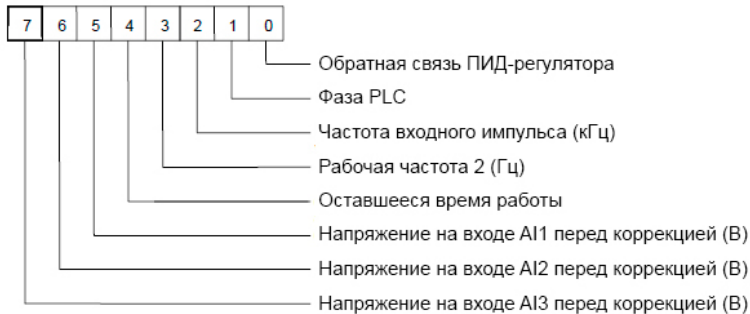 7 6 5 4 3 2 1 0
Обратная связь ПИД-регулятора
Фаза PLC
Частота входного импульса (кГц)
Рабочая частота 2 (Гц)
Оставшееся время работы
Напряжение на входе AI1 перед коррекцией (В)
Напряжение на входе AI2 перед коррекцией (В)
Напряжение на входе AI3 перед коррекцией (В)